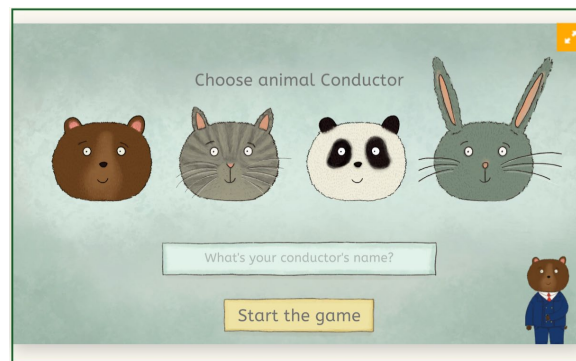 Choose animal Conductor
What's your conductor's name?
Start the game